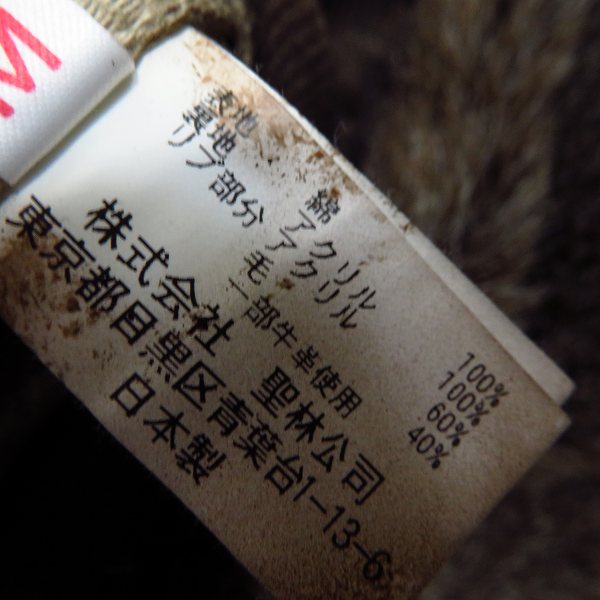 M
表地 綿 100%
裏地 アクリル 100%
リブ部分 アクリル 60%
毛 40%
一部牛革使用
株式会社 聖林公司
東京都目黒区青葉台1-13-6
日本製